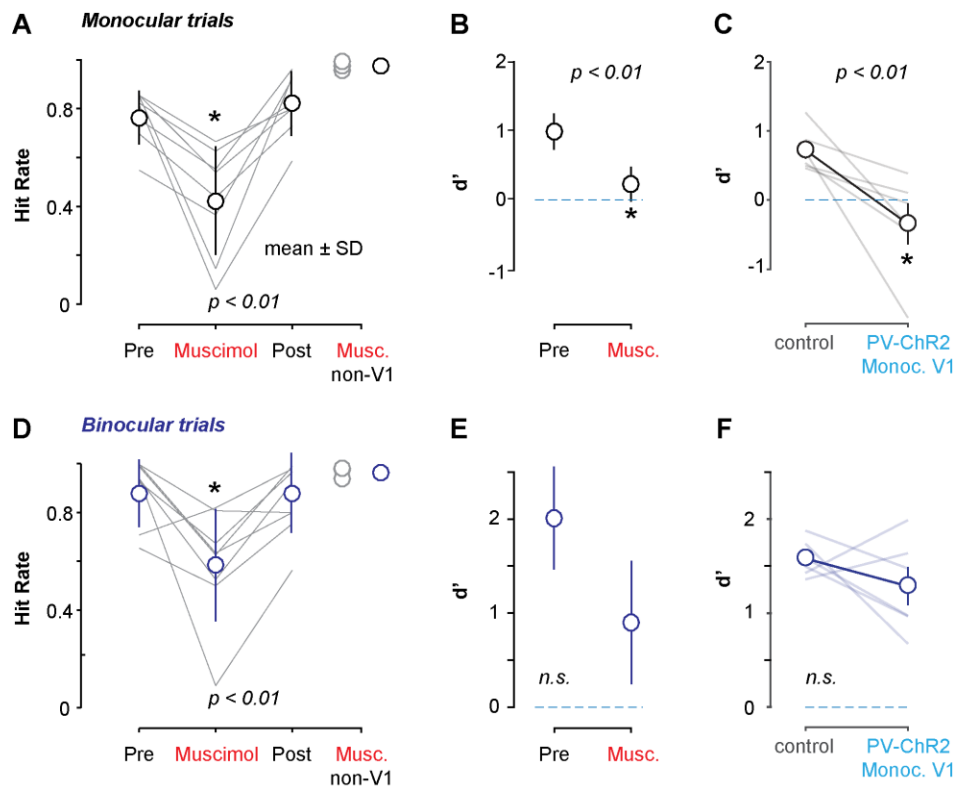 A Monocular trials
Hit Rate
0.8
0.4
0
*
mean ± SD
p < 0.01
Pre Muscimol Post Musc.
non-V1
B
d'
2
1
0
-1
p < 0.01
*
Pre Musc.
C
d'
2
1
0
-1
p < 0.01
*
control PV-ChR2
Monoc. V1
D Binocular trials
Hit Rate
0.8
0.4
0
*
p < 0.01
Pre Muscimol Post Musc.
non-V1
E
d'
2
1
0
n.s.
Pre Musc.
F
d'
2
1
0
n.s.
control PV-ChR2
Monoc. V1